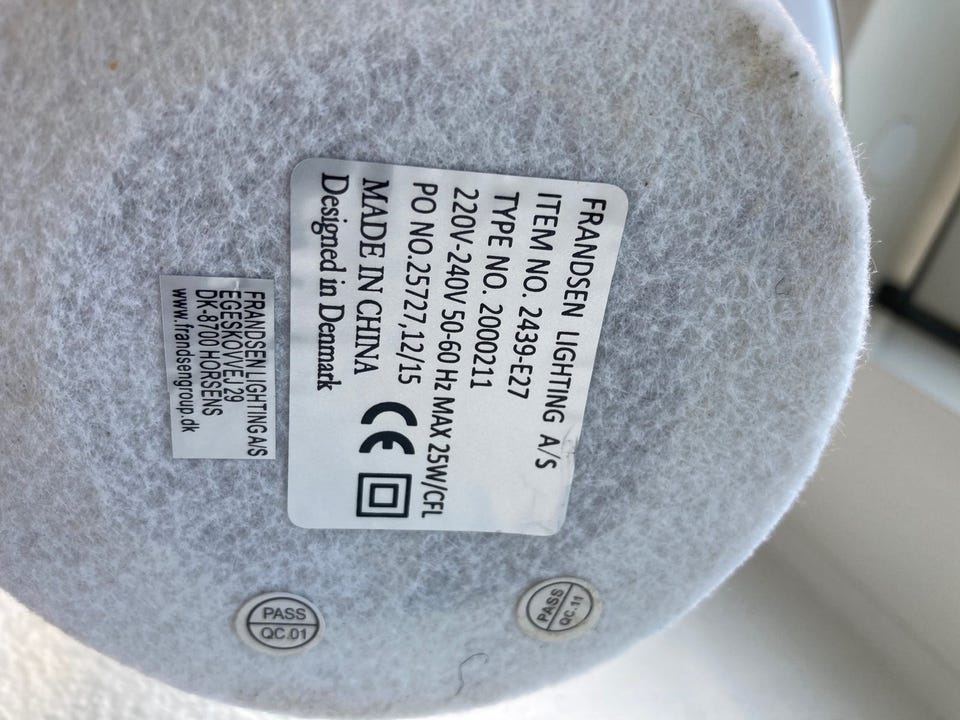 FRANDSEN LIGHTING A/S
ITEM NO. 2439-E27
TYPE NO. 2000211
220V-240V 50-60 Hz MAX 25W/CFL
PO NO.25727,12/15
MADE IN CHINA
Designed in Denmark
CE
FRANDSEN LIGHTING A/S
EGESKOVVEJ 29
DK-8700 HORSENS
www.frandsengroup.dk
PASS
QC.11
PASS
QC.01